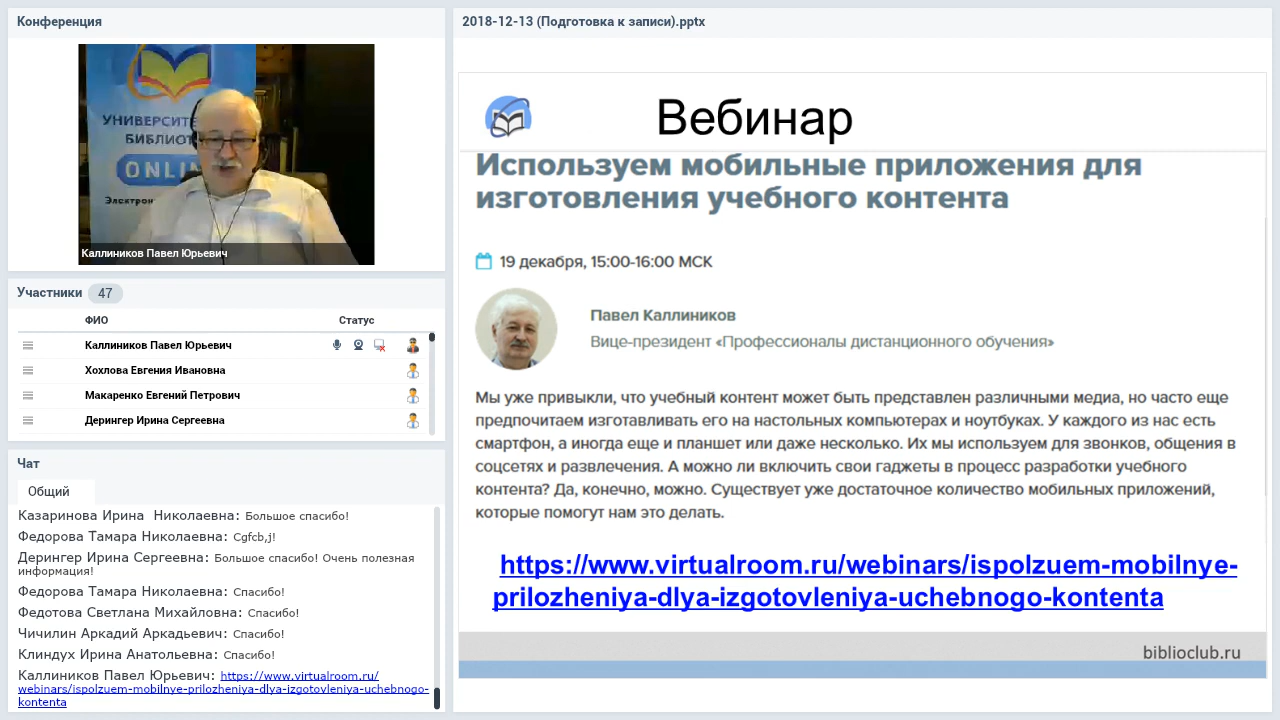 Конференция
УНИВЕРСИТЕ
БИБЛИОТ
ONLIN
Электрон
Каллиников Павел Юрьевич
Участники 47
ФИО Статус
Каллиников Павел Юрьевич
Хохлова Евгения Ивановна
Макаренко Евгений Петрович
Дерингер Ирина Сергеевна
Чат
Общий
Казаринова Ирина Николаевна: Большое спасибо!
Федорова Тамара Николаевна: Cgfcb,j!
Дерингер Ирина Сергеевна: Большое спасибо! Очень полезная
информация!
Федорова Тамара Николаевна: Спасибо!
Федотова Светлана Михайловна: Спасибо!
Чичилин Аркадий Аркадьевич: Спасибо!
Клиндух Ирина Анатольевна: Спасибо!
Каллиников Павел Юрьевич: https://www.virtualroom.ru/
webinars/ispolzuem-mobilnye-prilozheniya-dlya-izgotovleniya-uchebnogo-
kontenta
2018-12-13 (Подготовка к записи).pptx
Вебинар
Используем мобильные приложения для
изготовления учебного контента
19 декабря, 15:00-16:00 МСК
Павел Каллиников
Вице-президент «Профессионалы дистанционного обучения»
Мы уже привыкли, что учебный контент может быть представлен различными медиа, но часто еще
предпочитаем изготавливать его на настольных компьютерах и ноутбуках. У каждого из нас есть
смартфон, а иногда еще и планшет или даже несколько. Их мы используем для звонков, общения в
соцсетях и развлечения. А можно ли включить свои гаджеты в процесс разработки учебного
контента? Да, конечно, можно. Существует уже достаточное количество мобильных приложений,
которые помогут нам это делать.
https://www.virtualroom.ru/webinars/ispolzuem-mobilnye-
prilozheniya-dlya-izgotovleniya-uchebnogo-kontenta
biblioclub.ru